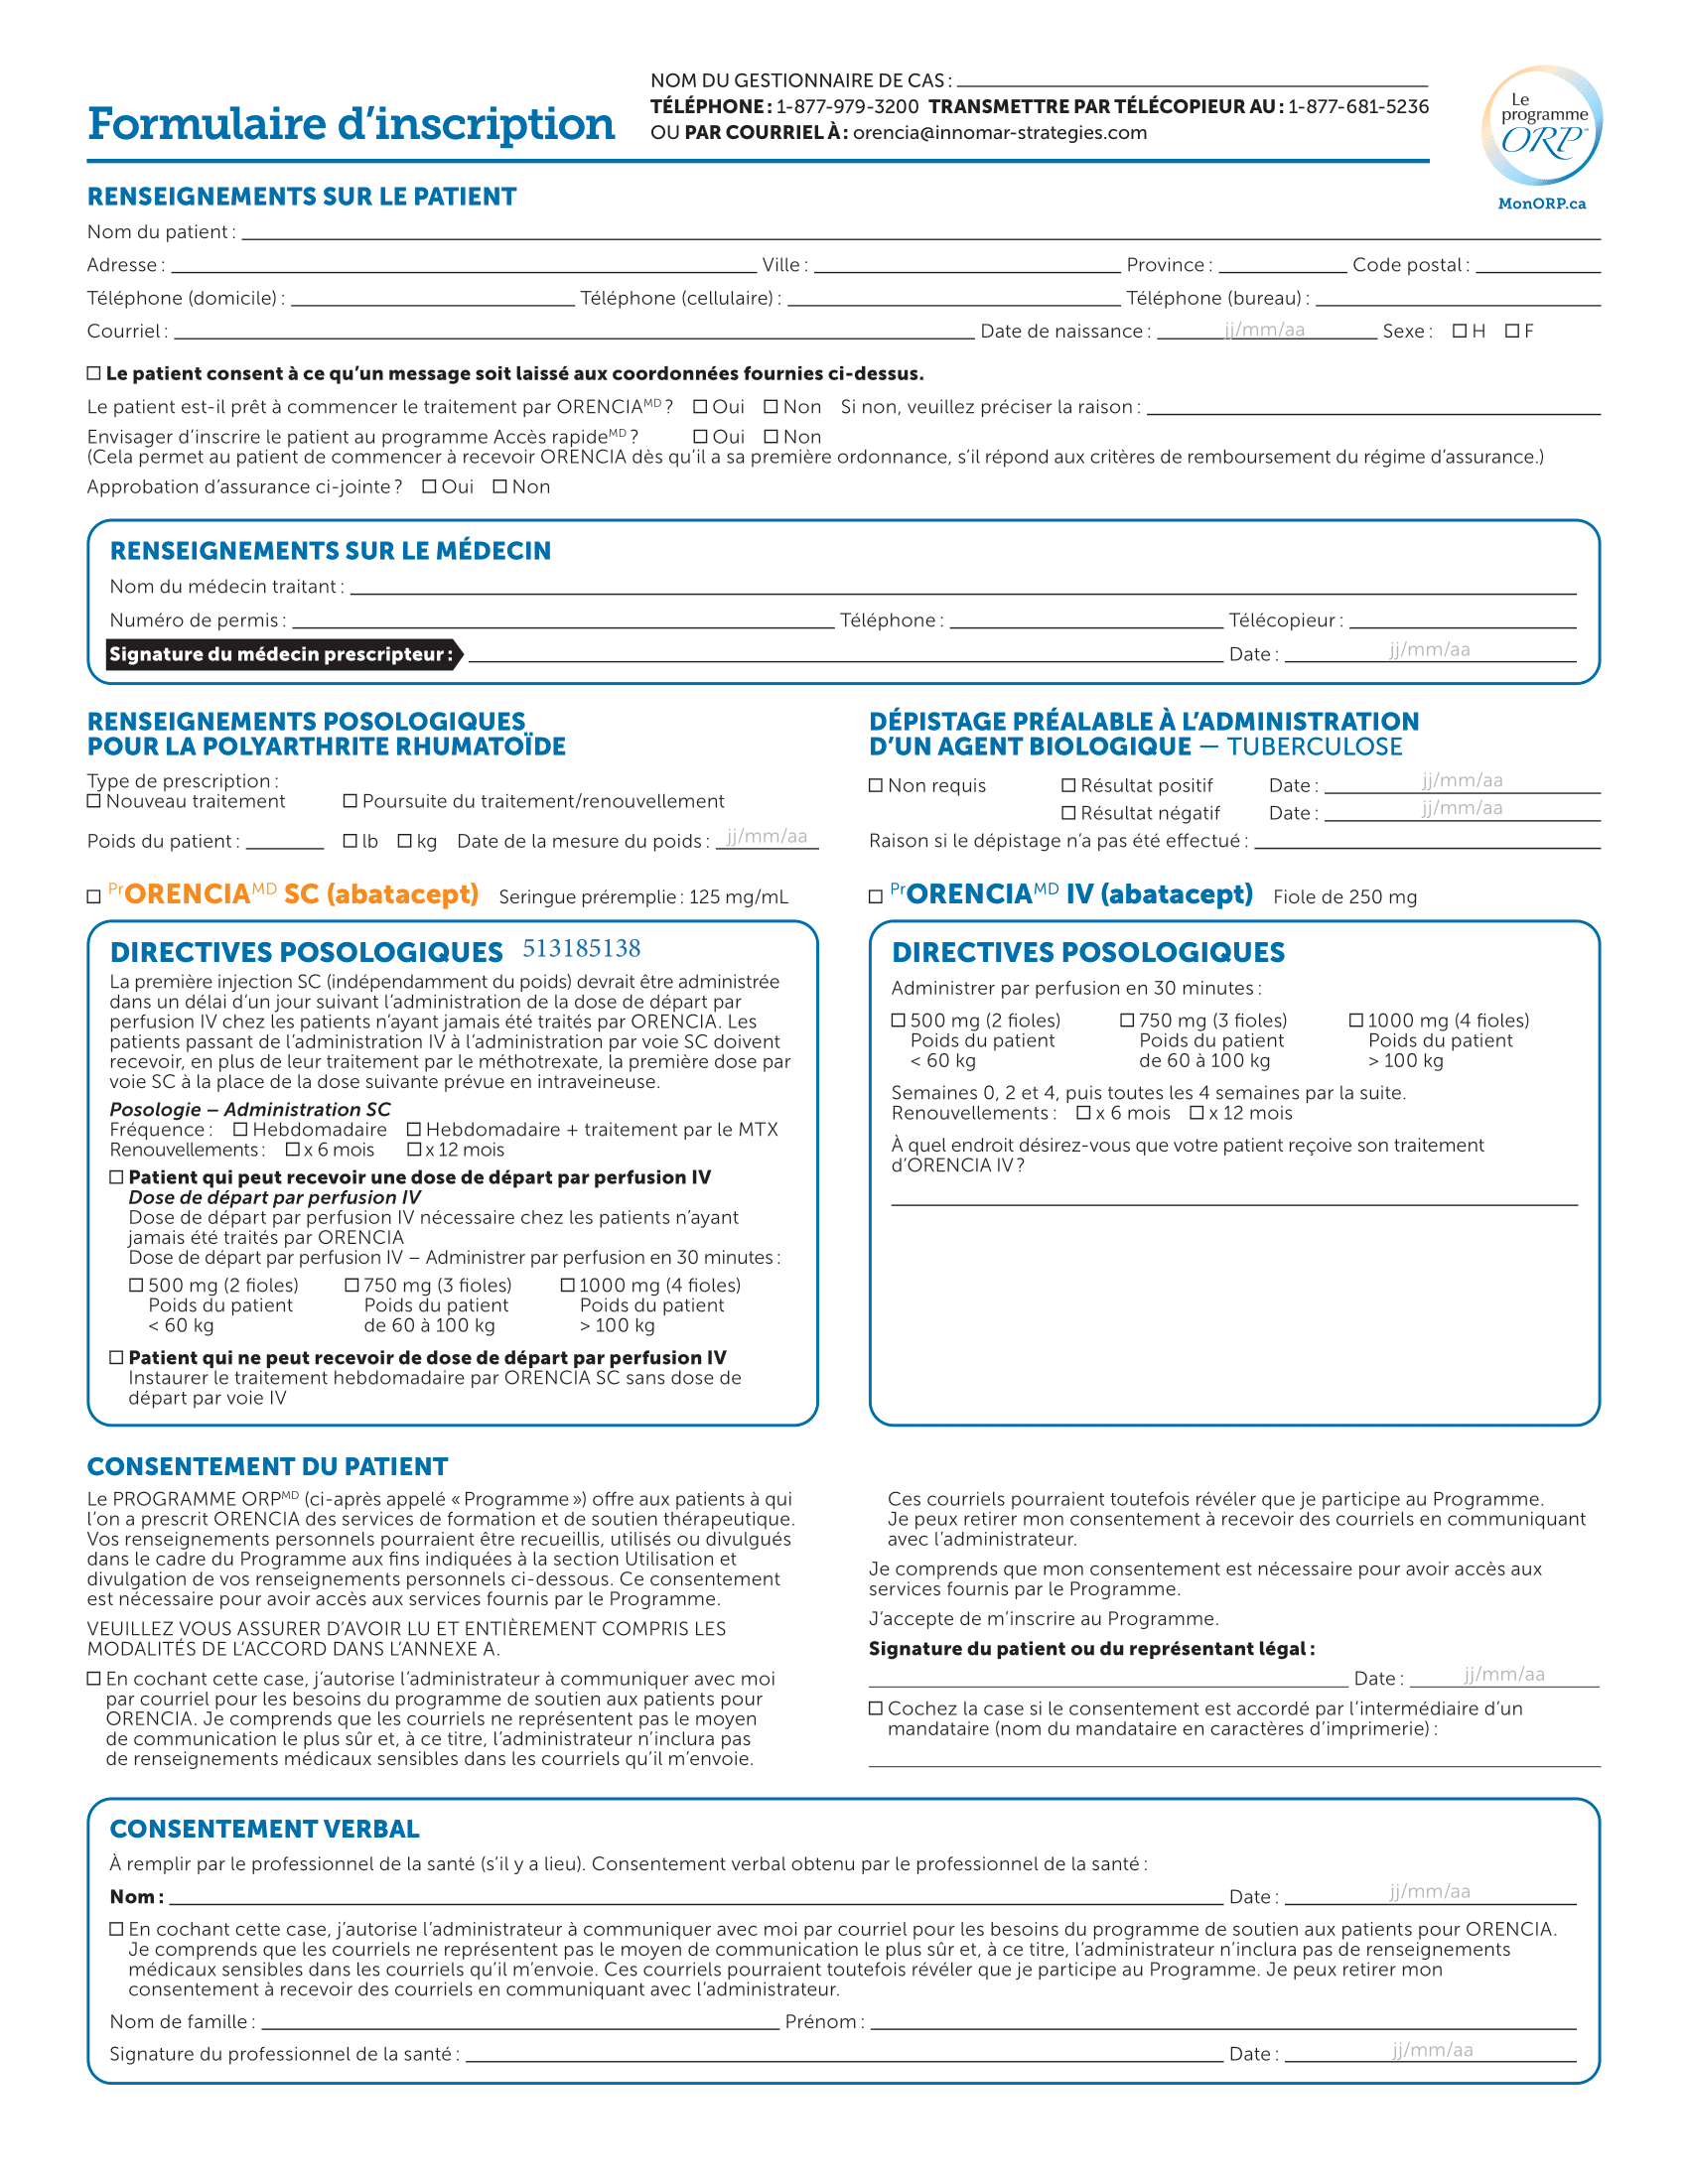 Formulaire d’inscription
NOM DU GESTIONNAIRE DE CAS :
TÉLÉPHONE : 1-877-979-3200 TRANSMETTRE PAR TÉLÉCOPIEUR AU : 1-877-681-5236
OU PAR COURRIEL À : orencia@innomar-strategies.com
Le
programme
ORP
MonORP.ca
RENSEIGNEMENTS SUR LE PATIENT
Nom du patient :
Adresse : Ville : Province : Code postal :
Téléphone (domicile) : Téléphone (cellulaire) : Téléphone (bureau) :
Courriel : Date de naissance : jj/mm/aa Sexe : ☐ H ☐ F
☐ Le patient consent à ce qu’un message soit laissé aux coordonnées fournies ci-dessus.
Le patient est-il prêt à commencer le traitement par ORENCIAMD ? ☐ Oui ☐ Non Si non, veuillez préciser la raison :
Envisager d’inscrire le patient au programme Accès rapideMD ? ☐ Oui ☐ Non
(Cela permet au patient de commencer à recevoir ORENCIA dès qu’il a sa première ordonnance, s’il répond aux critères de remboursement du régime d’assurance.)
Approbation d’assurance ci-jointe ? ☐ Oui ☐ Non
RENSEIGNEMENTS SUR LE MÉDECIN
Nom du médecin traitant :
Numéro de permis : Téléphone : Télécopieur :
Signature du médecin prescripteur : Date : jj/mm/aa
RENSEIGNEMENTS POSOLOGIQUES
POUR LA POLYARTHRITE RHUMATOÏDE
Type de prescription :
☐ Nouveau traitement ☐ Poursuite du traitement/renouvellement
Poids du patient : ☐ lb ☐ kg Date de la mesure du poids : jj/mm/aa
☐ PrORENCIAMD SC (abatacept) Seringue préremplie : 125 mg/mL
DIRECTIVES POSOLOGIQUES 513185138
La première injection SC (indépendamment du poids) devrait être administrée
dans un délai d’un jour suivant l’administration de la dose de départ par
perfusion IV chez les patients n’ayant jamais été traités par ORENCIA. Les
patients passant de l’administration IV à l’administration par voie SC doivent
recevoir, en plus de leur traitement par le méthotrexate, la première dose par
voie SC à la place de la dose suivante prévue en intraveineuse.
Posologie – Administration SC
Fréquence : ☐ Hebdomadaire ☐ Hebdomadaire + traitement par le MTX
Renouvellements : ☐ x 6 mois ☐ x 12 mois
☐ Patient qui peut recevoir une dose de départ par perfusion IV
Dose de départ par perfusion IV
Dose de départ par perfusion IV nécessaire chez les patients n’ayant
jamais été traités par ORENCIA
Dose de départ par perfusion IV – Administrer par perfusion en 30 minutes :
☐ 500 mg (2 fioles) ☐ 750 mg (3 fioles) ☐ 1000 mg (4 fioles)
Poids du patient Poids du patient Poids du patient
< 60 kg de 60 à 100 kg > 100 kg
☐ Patient qui ne peut recevoir de dose de départ par perfusion IV
Instaurer le traitement hebdomadaire par ORENCIA SC sans dose de
départ par voie IV
DÉPISTAGE PRÉALABLE À L’ADMINISTRATION
D’UN AGENT BIOLOGIQUE — TUBERCULOSE
☐ Non requis ☐ Résultat positif Date : jj/mm/aa
☐ Résultat négatif Date : jj/mm/aa
Raison si le dépistage n’a pas été effectué :
☐ PrORENCIAMD IV (abatacept) Fiole de 250 mg
DIRECTIVES POSOLOGIQUES
Administrer par perfusion en 30 minutes :
☐ 500 mg (2 fioles) ☐ 750 mg (3 fioles) ☐ 1000 mg (4 fioles)
Poids du patient Poids du patient Poids du patient
< 60 kg de 60 à 100 kg > 100 kg
Semaines 0, 2 et 4, puis toutes les 4 semaines par la suite.
Renouvellements : ☐ x 6 mois ☐ x 12 mois
À quel endroit désirez-vous que votre patient reçoive son traitement
d’ORENCIA IV ?
CONSENTEMENT DU PATIENT
Le PROGRAMME ORPMD (ci-après appelé « Programme ») offre aux patients à qui
l’on a prescrit ORENCIA des services de formation et de soutien thérapeutique.
Vos renseignements personnels pourraient être recueillis, utilisés ou divulgués
dans le cadre du Programme aux fins indiquées à la section Utilisation et
divulgation de vos renseignements personnels ci-dessous. Ce consentement
est nécessaire pour avoir accès aux services fournis par le Programme.
VEUILLEZ VOUS ASSURER D’AVOIR LU ET ENTIÈREMENT COMPRIS LES
MODALITÉS DE L’ACCORD DANS L’ANNEXE A.
☐ En cochant cette case, j’autorise l’administrateur à communiquer avec moi
par courriel pour les besoins du programme de soutien aux patients pour
ORENCIA. Je comprends que les courriels ne représentent pas le moyen
de communication le plus sûr et, à ce titre, l’administrateur n’inclura pas
de renseignements médicaux sensibles dans les courriels qu’il m’envoie.
Ces courriels pourraient toutefois révéler que je participe au Programme.
Je peux retirer mon consentement à recevoir des courriels en communiquant
avec l’administrateur.
Je comprends que mon consentement est nécessaire pour avoir accès aux
services fournis par le Programme.
J’accepte de m’inscrire au Programme.
Signature du patient ou du représentant légal :
Date : jj/mm/aa
☐ Cochez la case si le consentement est accordé par l’intermédiaire d’un
mandataire (nom du mandataire en caractères d’imprimerie) :
CONSENTEMENT VERBAL
À remplir par le professionnel de la santé (s’il y a lieu). Consentement verbal obtenu par le professionnel de la santé :
Nom : Date : jj/mm/aa
☐ En cochant cette case, j’autorise l’administrateur à communiquer avec moi par courriel pour les besoins du programme de soutien aux patients pour ORENCIA.
Je comprends que les courriels ne représentent pas le moyen de communication le plus sûr et, à ce titre, l’administrateur n’inclura pas de renseignements
médicaux sensibles dans les courriels qu’il m’envoie. Ces courriels pourraient toutefois révéler que je participe au Programme. Je peux retirer mon
consentement à recevoir des courriels en communiquant avec l’administrateur.
Nom de famille : Prénom :
Signature du professionnel de la santé : Date : jj/mm/aa